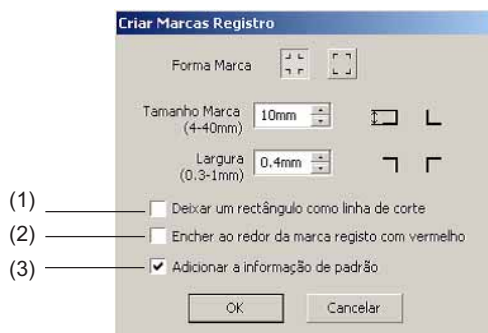 Criar Marcas Registro
Forma Marca
Tamanho Marca 10mm
(4-40mm)
Largura 0.4mm
(0.3-1mm)
(1) Deixar um rectângulo como linha de corte
(2) Encher ao redor da marca registo com vermelho
(3) Adicionar a informação de padrão
OK Cancelar